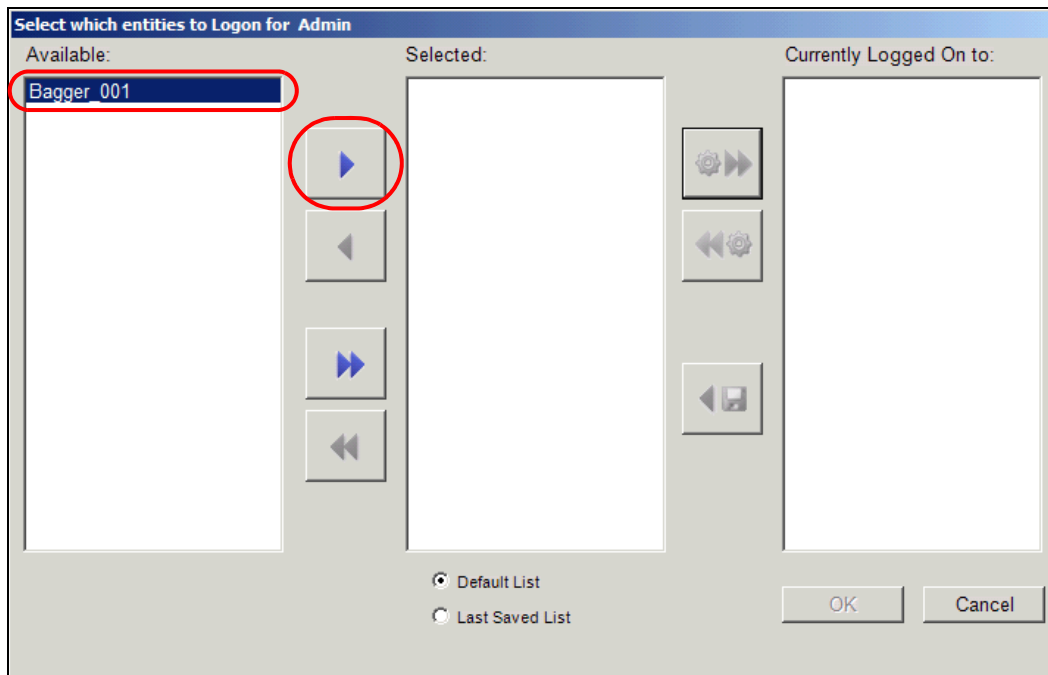 Select which entities to Logon for  Admin
Available:
Selected:
Currently Logged On to:
Bagger_001
Default List
Last Saved List
OK
Cancel